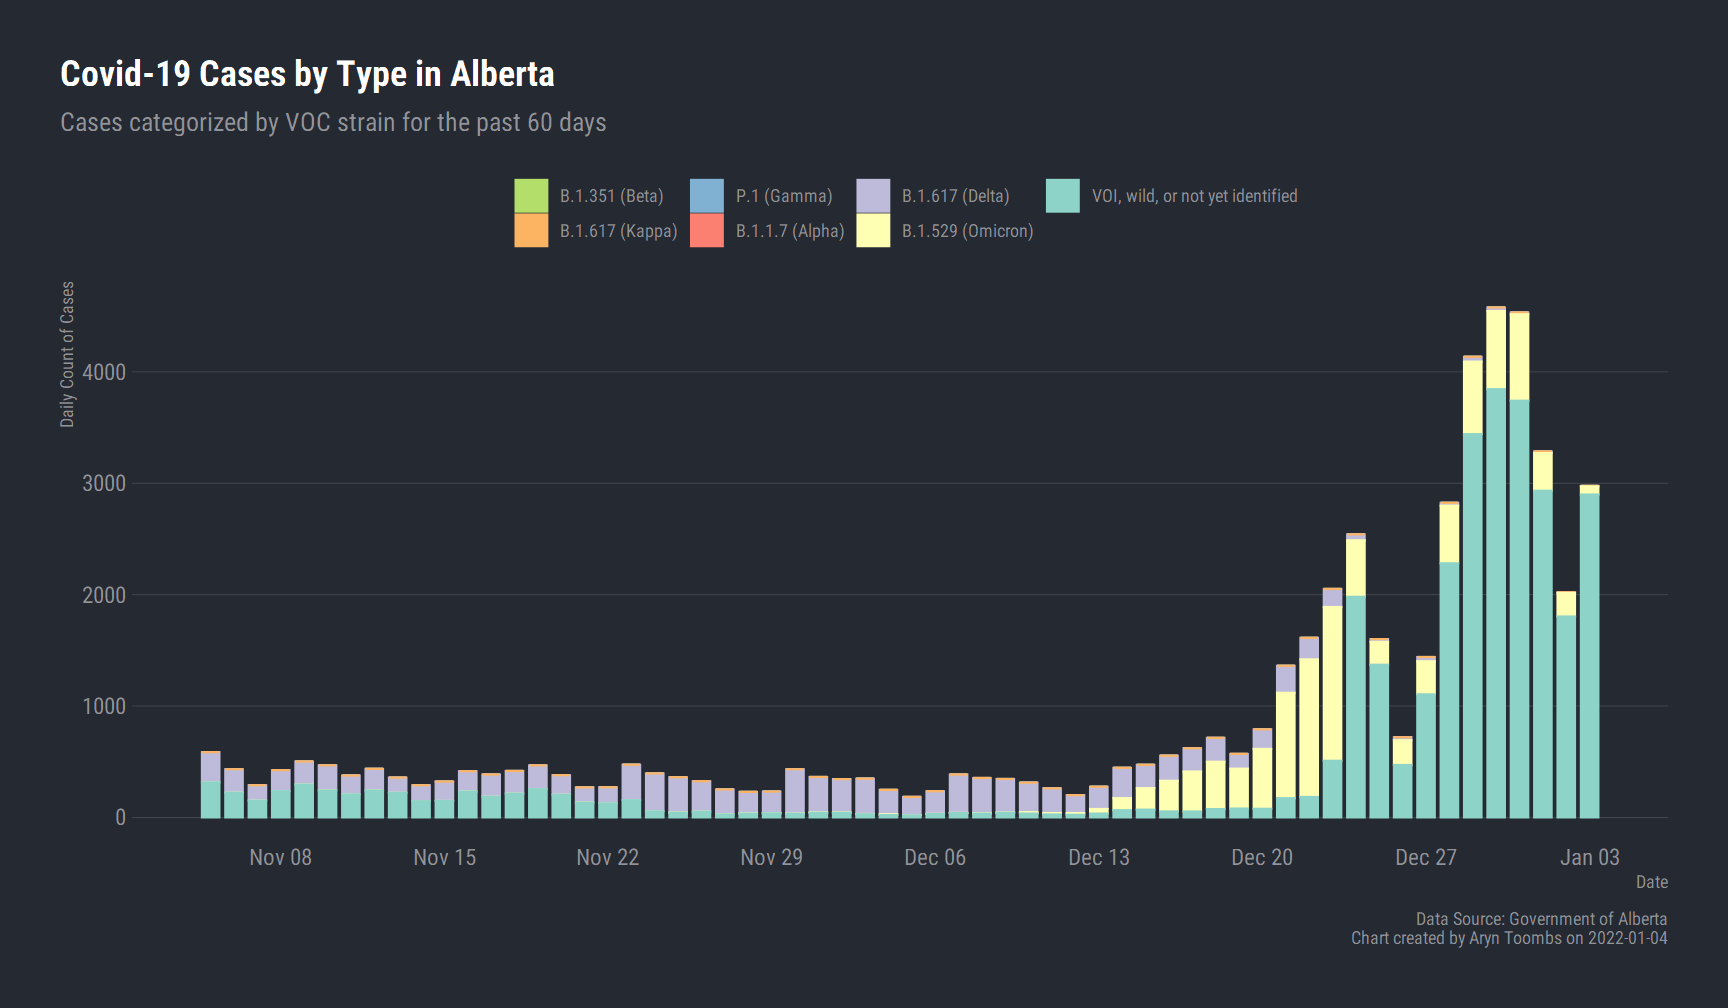 Covid-19 Cases by Type in Alberta
Cases categorized by VOC strain for the past 60 days
B.1.351 (Beta) P.1 (Gamma) B.1.617 (Delta) VOI, wild, or not yet identified
B.1.617 (Kappa) B.1.1.7 (Alpha) B.1.529 (Omicron)
Daily Count of Cases
4000
3000
2000
1000
0
Nov 08 Nov 15 Nov 22 Nov 29 Dec 06 Dec 13 Dec 20 Dec 27 Jan 03
Date
Data Source: Government of Alberta
Chart created by Aryn Toombs on 2022-01-04